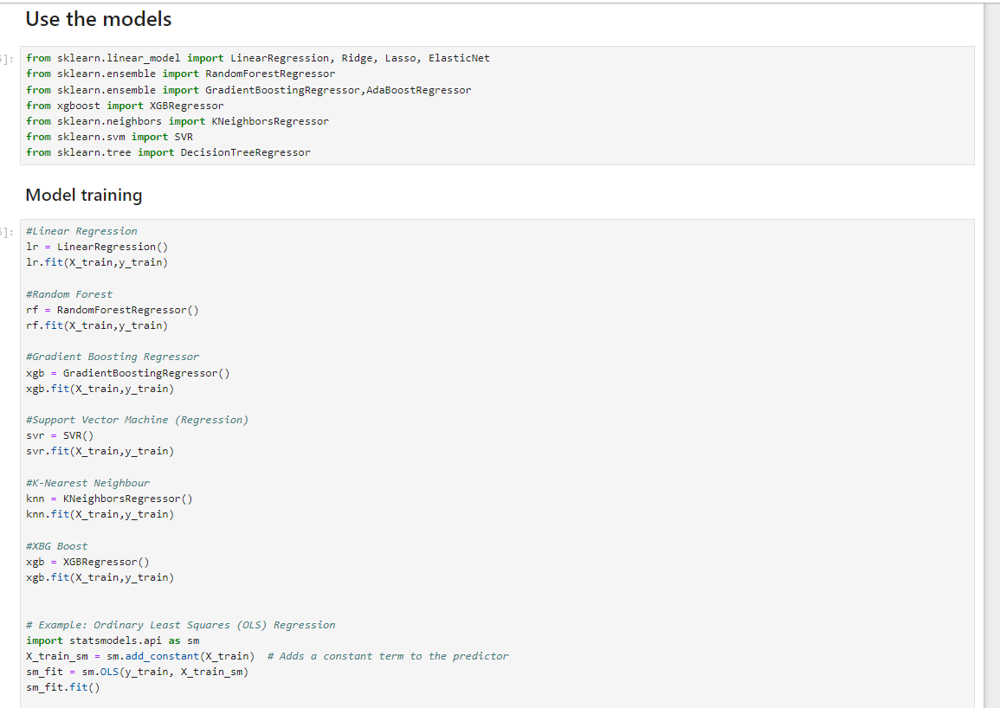 Use the models
]:
from sklearn.linear_model import LinearRegression, Ridge, Lasso, ElasticNet
from sklearn.ensemble import RandomForestRegressor
from sklearn.ensemble import GradientBoostingRegressor,AdaBoostRegressor
from xgboost import XGBRegressor
from sklearn.neighbors import KNeighborsRegressor
from sklearn.svm import SVR
from sklearn.tree import DecisionTreeRegressor
Model training
]:
#Linear Regression
lr = LinearRegression()
lr.fit(X_train,y_train)
#Random Forest
rf = RandomForestRegressor()
rf.fit(X_train,y_train)
#Gradient Boosting Regressor
xgb = GradientBoostingRegressor()
xgb.fit(X_train,y_train)
#Support Vector Machine (Regression)
svr = SVR()
svr.fit(X_train,y_train)
#K-Nearest Neighbour
knn = KNeighborsRegressor()
knn.fit(X_train,y_train)
#XBG Boost
xgb = XGBRegressor()
xgb.fit(X_train,y_train)
# Example: Ordinary Least Squares (OLS) Regression
import statsmodels.api as sm
X_train_sm = sm.add_constant(X_train)  # Adds a constant term to the predictor
sm_fit = sm.OLS(y_train, X_train_sm)
sm_fit.fit()